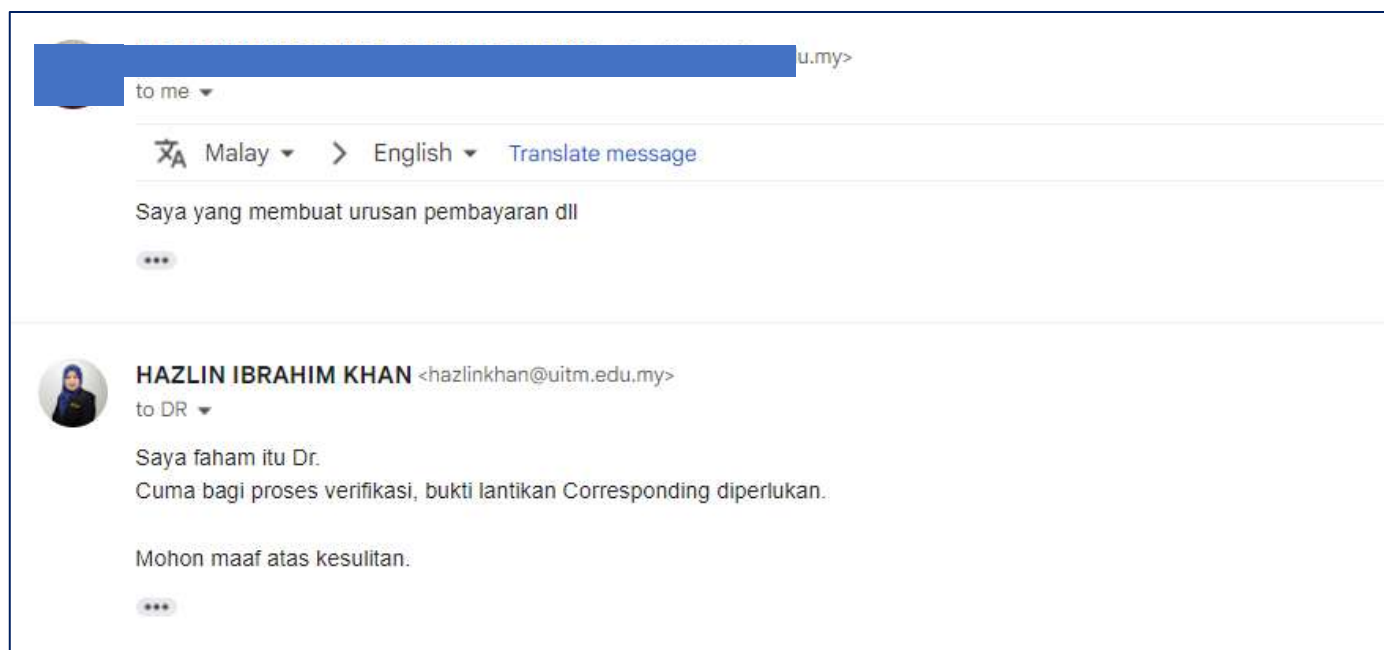 u.my>
to me
Malay > English Translate message
Saya yang membuat urusan pembayaran dll
HAZLIN IBRAHIM KHAN <hazlinkhan@uitm.edu.my>
to DR
Saya faham itu Dr.
Cuma bagi proses verifikasi, bukti lantikan Corresponding diperlukan.
Mohon maaf atas kesulitan.